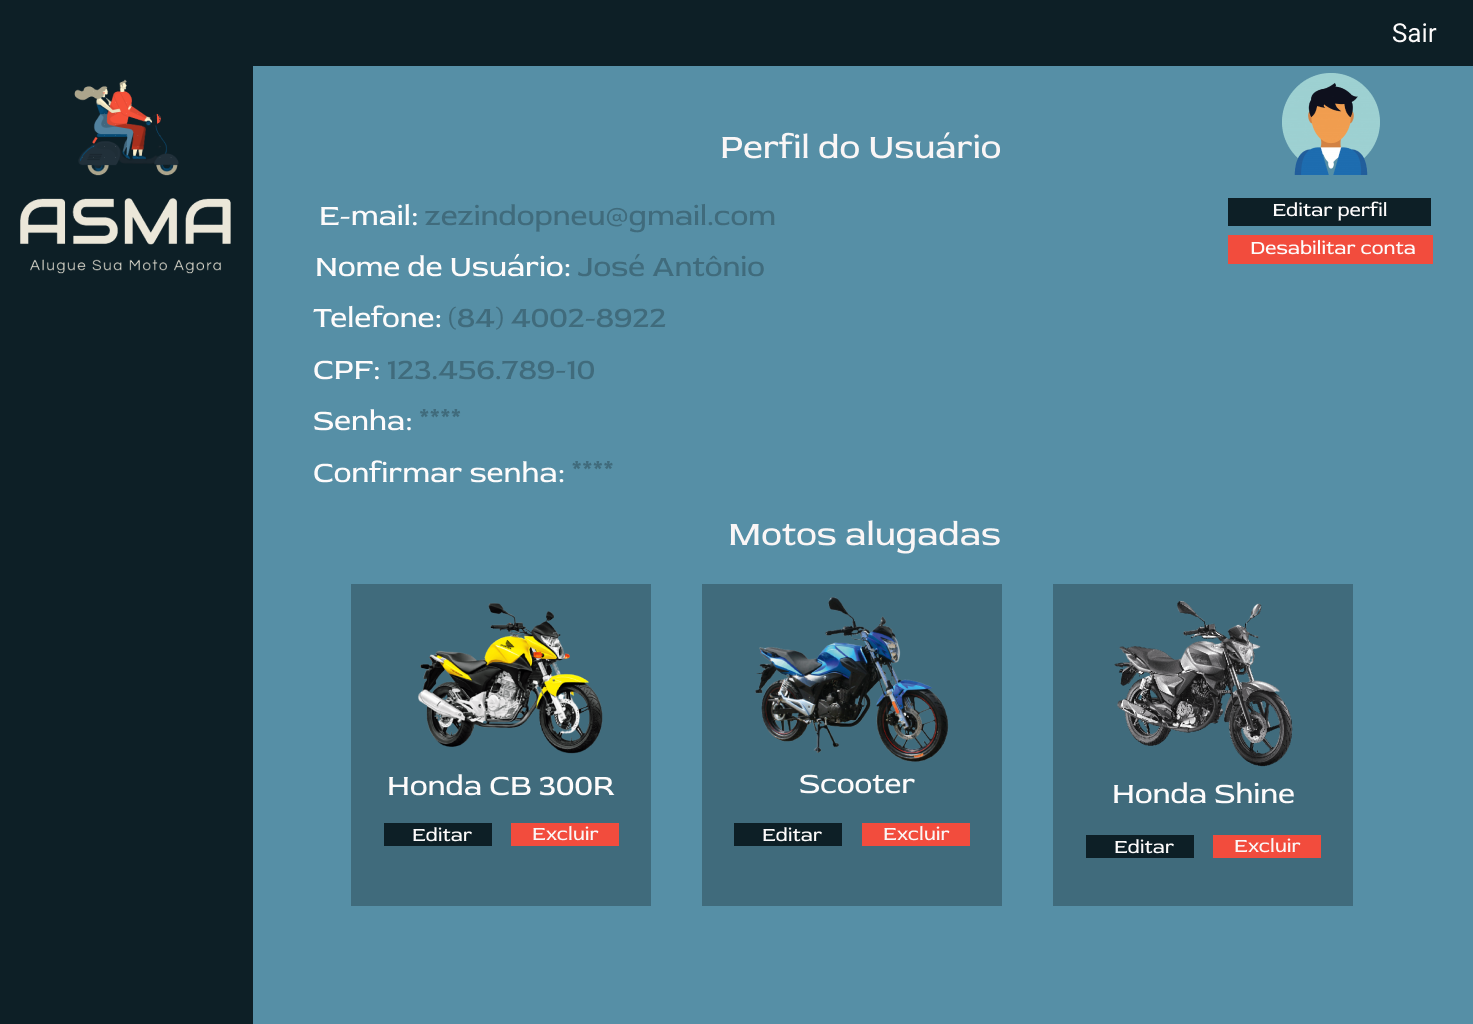 Sair
ASMA
Alugue Sua Moto Agora
Perfil do Usuário
Editar perfil
Desabilitar conta
E-mail: zezindopneu@gmail.com
Nome de Usuário: José Antônio
Telefone: (84) 4002-8922
CPF: 123.456.789-10
Senha: ****
Confirmar senha: ****
Motos alugadas
Honda CB 300R
Editar Excluir
Scooter
Editar Excluir
Honda Shine
Editar Excluir